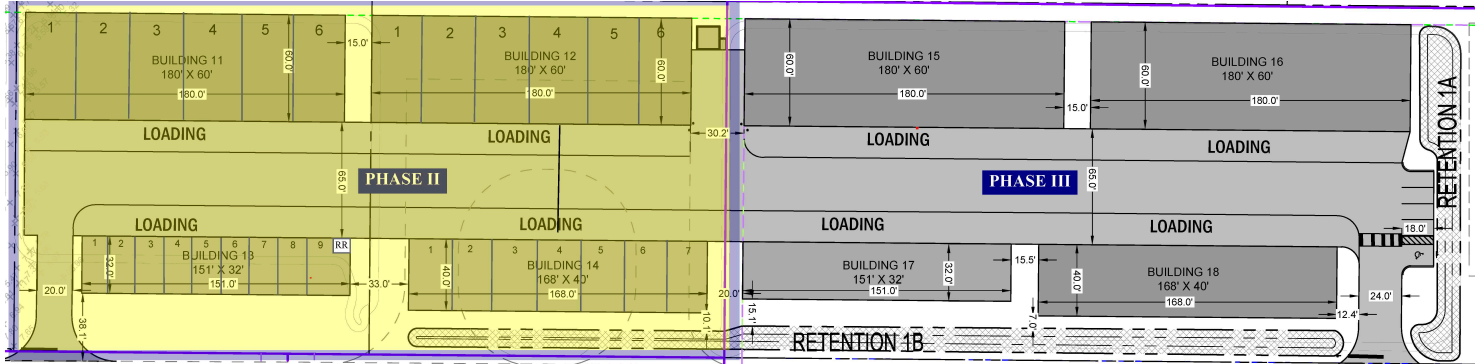 1 2 3 4 5 6
BUILDING 11
180' X 60'
180.0'
60.0'
15.0'
1 2 3 4 5 6
BUILDING 12
180' X 60'
180.0'
60.0'
30.2'
BUILDING 15
180' X 60'
180.0'
60.0'
15.0'
BUILDING 16
180' X 60'
180.0'
60.0'
RETENTION 1A
LOADING
LOADING
LOADING
LOADING
65.0'
PHASE II
PHASE III
65.0'
LOADING
LOADING
LOADING
LOADING
18.0'
1 2 3 4 5 6 7 8 9 RR
BUILDING 13
151' X 32'
151.0'
32.0'
20.0'
38.1'
33.0'
1 2 3 4 5 6 7
BUILDING 14
168' X 40'
168.0'
40.0'
20.0'
10.1'
15.1'
BUILDING 17
151' X 32'
151.0'
32.0'
15.5'
BUILDING 18
168' X 40'
168.0'
40.0'
7.0'
12.4'
24.0'
RETENTION 1B